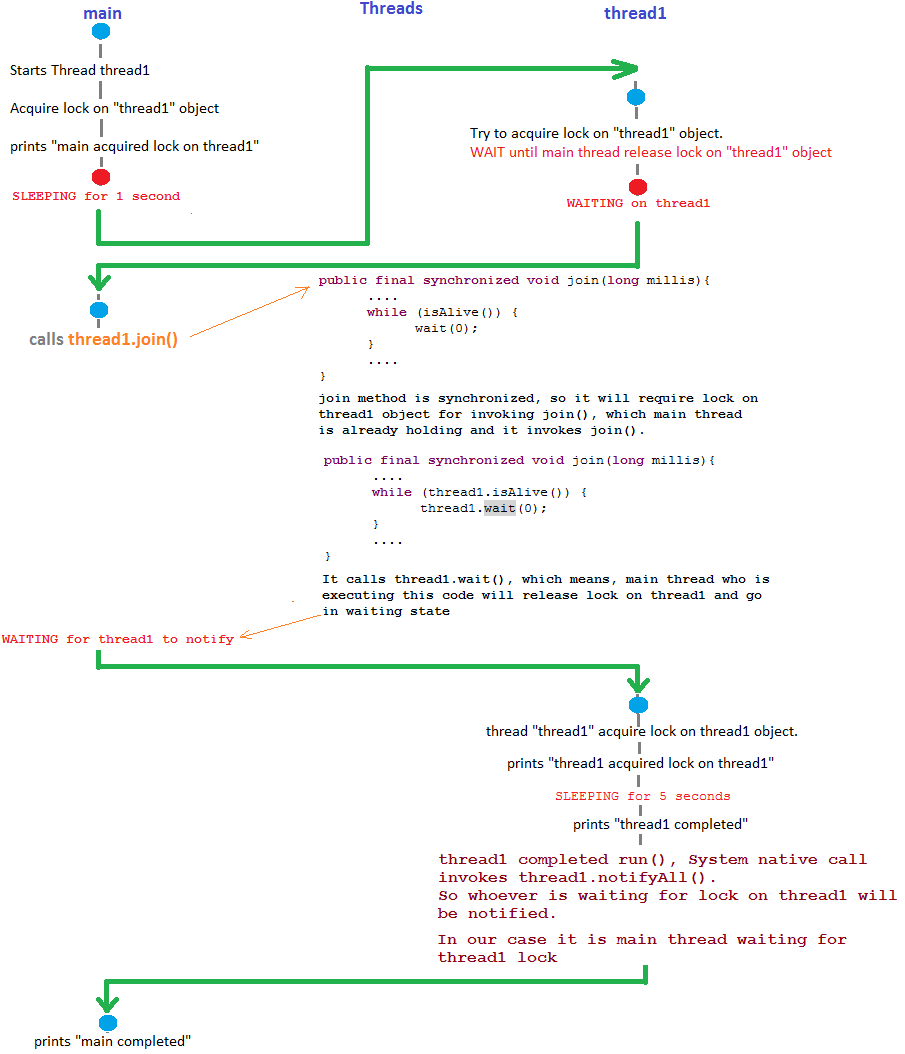 Threads
main
thread1
Starts Thread thread1
Acquire lock on "thread1" object
prints "main acquired lock on thread1"
SLEEPING for 1 second
Try to acquire lock on "thread1" object.
WAIT until main thread release lock on "thread1" object
WAITING on thread1
calls thread1.join()
public final synchronized void join(long millis){
....
while (isAlive()) {
wait(0);
}
....
}
join method is synchronized, so it will require lock on
thread1 object for invoking join(), which main thread
is already holding and it invokes join().
public final synchronized void join(long millis){
....
while (thread1.isAlive()) {
thread1.wait(0);
}
....
}
It calls thread1.wait(), which means, main thread who is
executing this code will release lock on thread1 and go
in waiting state
WAITING for thread1 to notify
thread "thread1" acquire lock on thread1 object.
prints "thread1 acquired lock on thread1"
SLEEPING for 5 seconds
prints "thread1 completed"
thread1 completed run(), System native call
invokes thread1.notifyAll().
So whoever is waiting for lock on thread1 will
be notified.
In our case it is main thread waiting for
thread1 lock
prints "main completed"